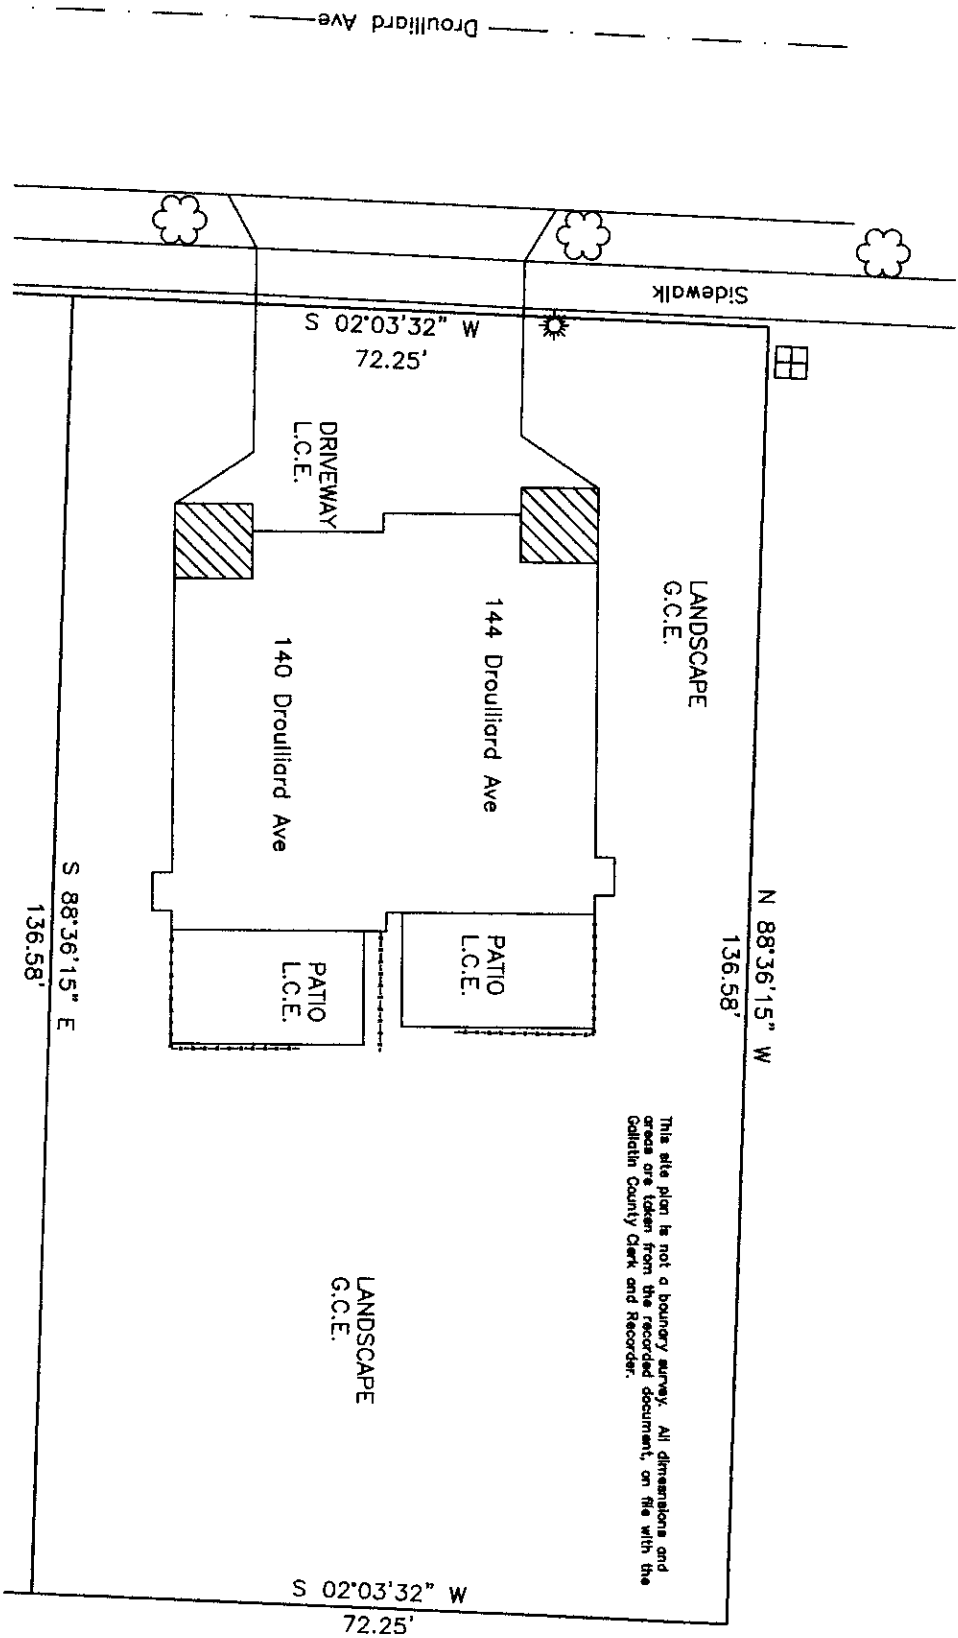 Droulliard Ave
Sidewalk
S 02°03'32" W
72.25'
DRIVEWAY
L.C.E.
LANDSCAPE
G.C.E.
144 Droulliard Ave
140 Droulliard Ave
N 88°36'15" W
136.58'
S 88°36'15" E
136.58'
PATIO
L.C.E.
PATIO
L.C.E.
This site plan is not a boundry survey. All dimensions and
areas are taken from the recorded document, on file with the
Gallatin County Clerk and Recorder.
LANDSCAPE
G.C.E.
S 02°03'32" W
72.25'